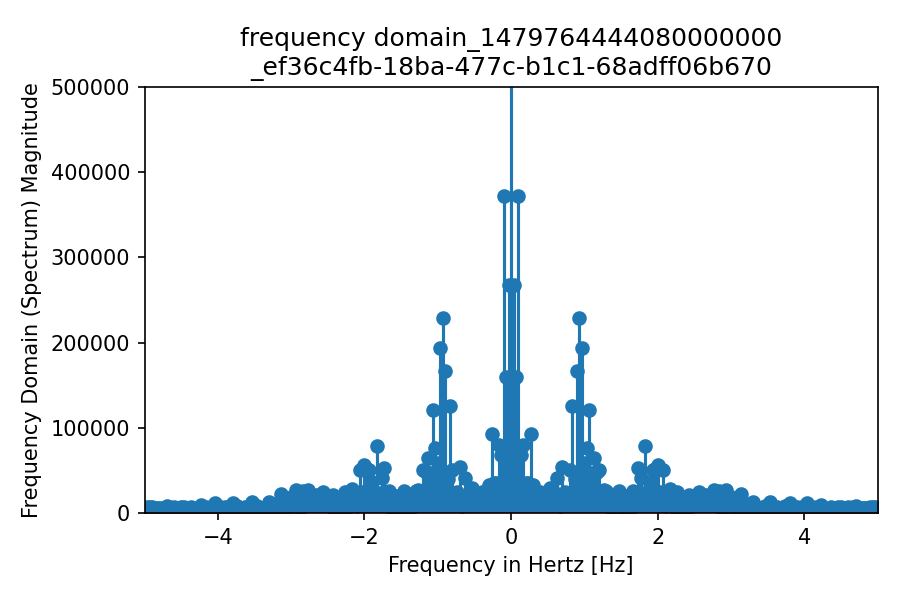 frequency domain_1479764444080000000
_ef36c4fb-18ba-477c-b1c1-68adff06b670
Frequency Domain (Spectrum) Magnitude
500000
400000
300000
200000
100000
0
−4
−2
0
2
4
Frequency in Hertz [Hz]